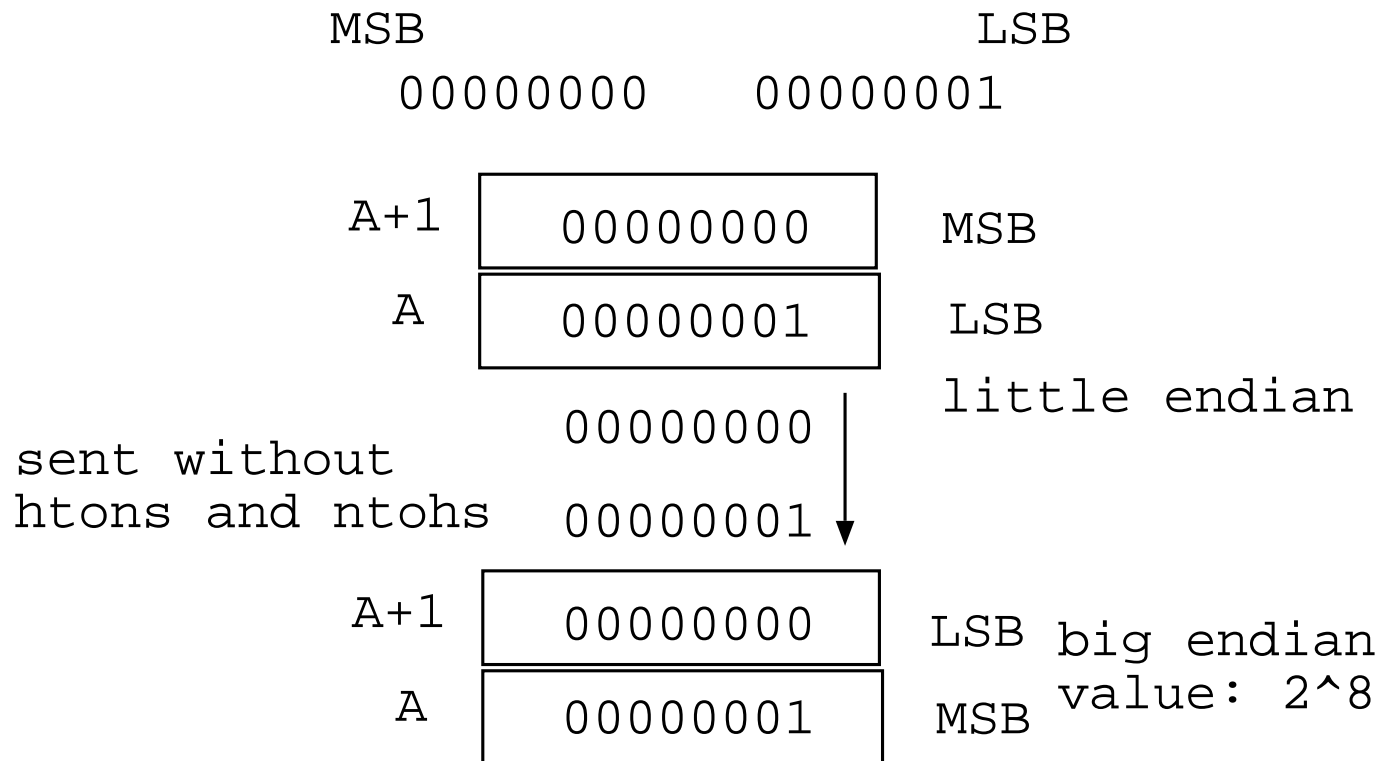 MSB LSB
00000000 00000001
A+1 00000000 MSB
A 00000001 LSB
little endian
00000000
sent without
htons and ntohs 00000001
A+1 00000000 LSB big endian
A 00000001 MSB value: 2^8